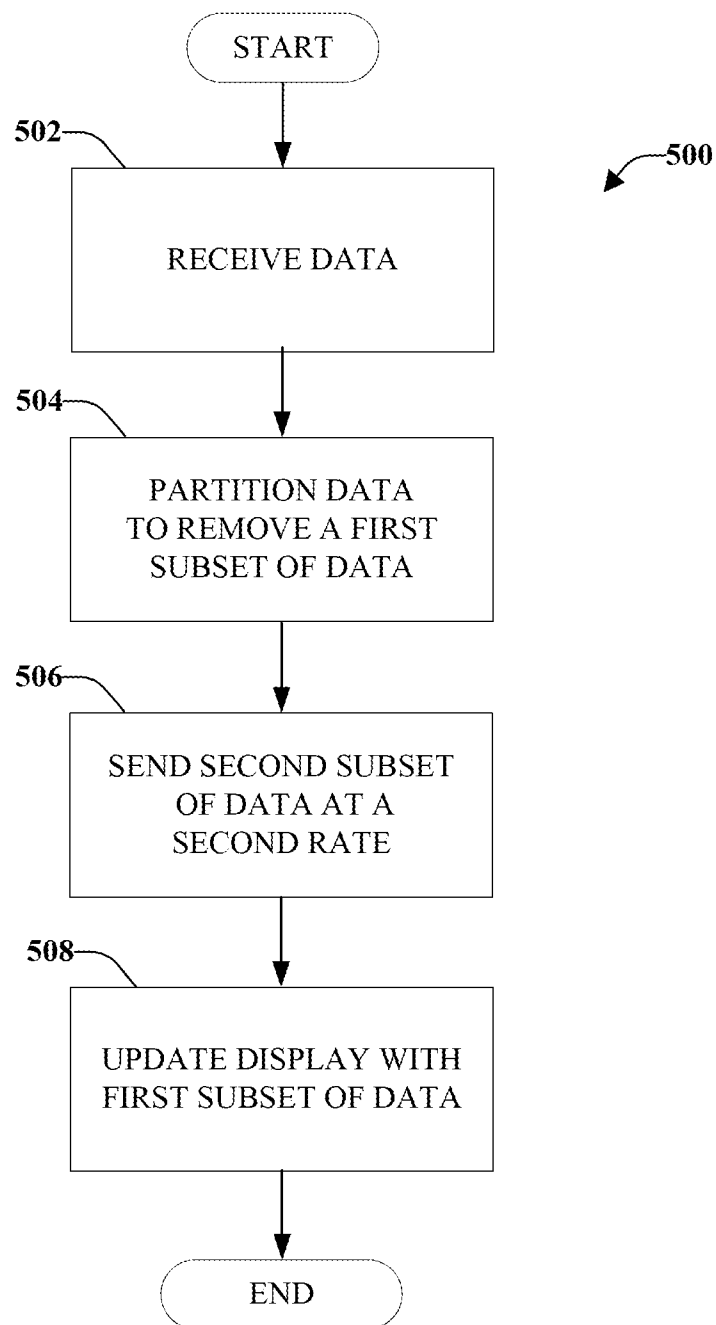 START
502
500
RECEIVE DATA
504
PARTITION DATA
TO REMOVE A FIRST
SUBSET OF DATA
506
SEND SECOND SUBSET
OF DATA AT A
SECOND RATE
508
UPDATE DISPLAY WITH
FIRST SUBSET OF DATA
END